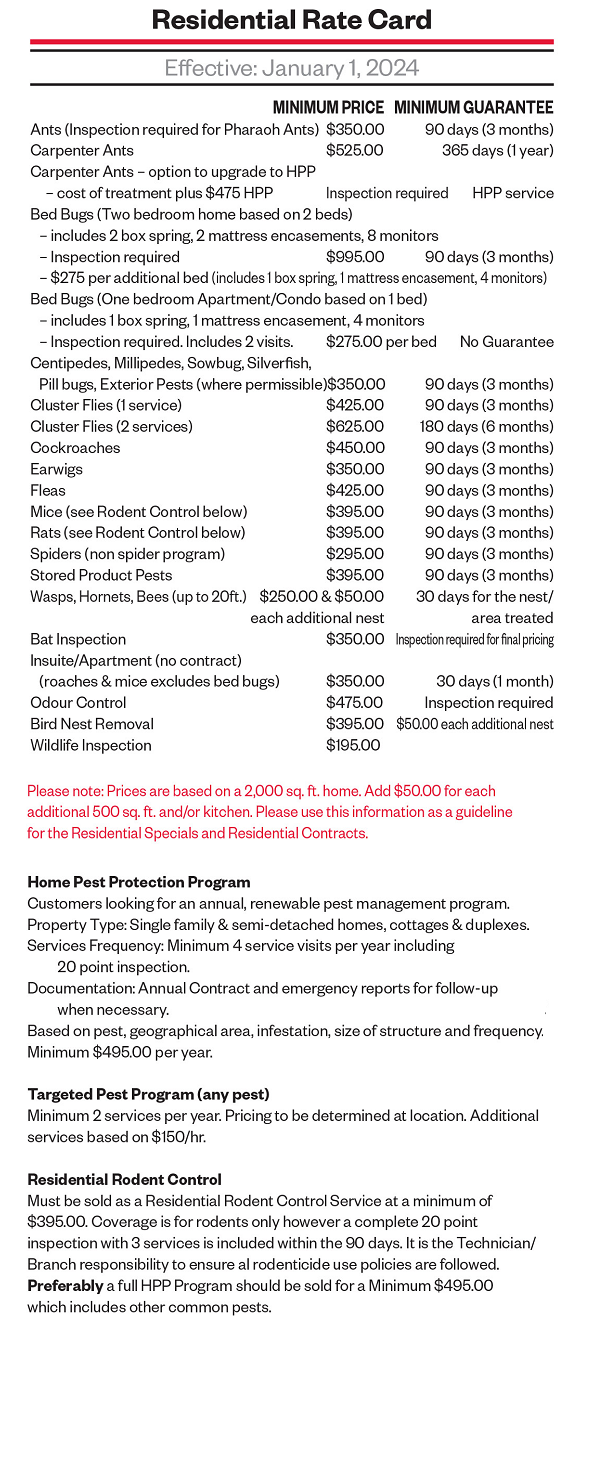 Residential Rate Card
Effective: January 1, 2024
MINIMUM PRICE MINIMUM GUARANTEE
Ants (Inspection required for Pharaoh Ants) $350.00 90 days (3 months)
Carpenter Ants $525.00 365 days (1 year)
Carpenter Ants – option to upgrade to HPP
– cost of treatment plus $475 HPP Inspection required HPP service
Bed Bugs (Two bedroom home based on 2 beds)
– includes 2 box spring, 2 mattress encasements, 8 monitors
– Inspection required $995.00 90 days (3 months)
– $275 per additional bed (includes 1 box spring, 1 mattress encasement, 4 monitors)
Bed Bugs (One bedroom Apartment/Condo based on 1 bed)
– includes 1 box spring, 1 mattress encasement, 4 monitors
– Inspection required. Includes 2 visits. $275.00 per bed No Guarantee
Centipedes, Millipedes, Sowbug, Silverfish,
Pill bugs, Exterior Pests (where permissible)$350.00 90 days (3 months)
Cluster Flies (1 service) $425.00 90 days (3 months)
Cluster Flies (2 services) $625.00 180 days (6 months)
Cockroaches $450.00 90 days (3 months)
Earwigs $350.00 90 days (3 months)
Fleas $425.00 90 days (3 months)
Mice (see Rodent Control below) $395.00 90 days (3 months)
Rats (see Rodent Control below) $395.00 90 days (3 months)
Spiders (non spider program) $295.00 90 days (3 months)
Stored Product Pests $395.00 90 days (3 months)
Wasps, Hornets, Bees (up to 20ft.) $250.00 & $50.00 30 days for the nest/
each additional nest area treated
Bat Inspection $350.00 Inspection required for final pricing
Insuite/Apartment (no contract)
(roaches & mice excludes bed bugs) $350.00 30 days (1 month)
Odour Control $475.00 Inspection required
Bird Nest Removal $395.00 $50.00 each additional nest
Wildlife Inspection $195.00
Please note: Prices are based on a 2,000 sq. ft. home. Add $50.00 for each
additional 500 sq. ft. and/or kitchen. Please use this information as a guideline
for the Residential Specials and Residential Contracts.
Home Pest Protection Program
Customers looking for an annual, renewable pest management program.
Property Type: Single family & semi-detached homes, cottages & duplexes.
Services Frequency: Minimum 4 service visits per year including
20 point inspection.
Documentation: Annual Contract and emergency reports for follow-up
when necessary.
Based on pest, geographical area, infestation, size of structure and frequency.
Minimum $495.00 per year.
Targeted Pest Program (any pest)
Minimum 2 services per year. Pricing to be determined at location. Additional
services based on $150/hr.
Residential Rodent Control
Must be sold as a Residential Rodent Control Service at a minimum of
$395.00. Coverage is for rodents only however a complete 20 point
inspection with 3 services is included within the 90 days. It is the Technician/
Branch responsibility to ensure al rodenticide use policies are followed.
Preferably a full HPP Program should be sold for a Minimum $495.00
which includes other common pests.